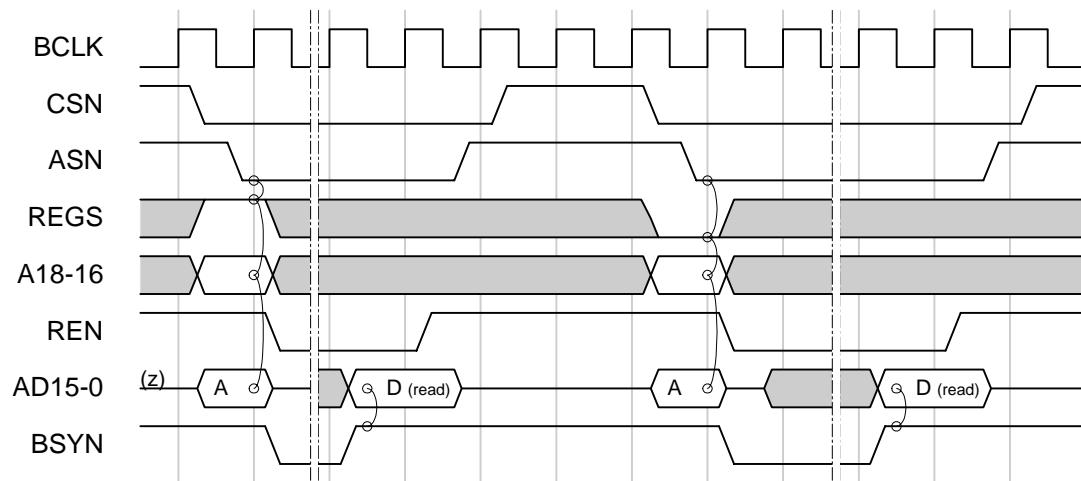 BCLK
CSN
ASN
REGS
A18-16
REN
AD15-0 (z) A D (read) A D (read)
BSYN